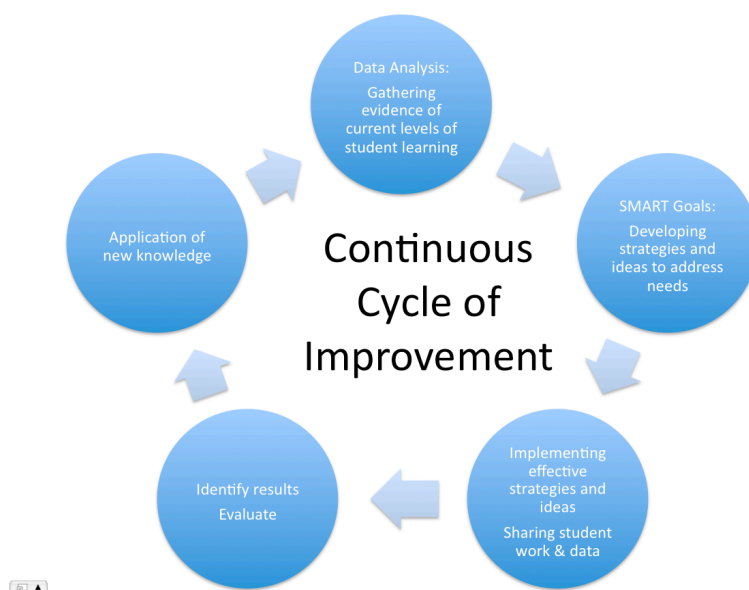 Data Analysis:
Gathering
evidence of
current levels of
student learning
SMART Goals:
Developing
strategies and
ideas to address
needs
Implementing
effective
strategies and
ideas
Sharing student
work & data
Identify results
Evaluate
Application of
new knowledge
Continuous
Cycle of
Improvement